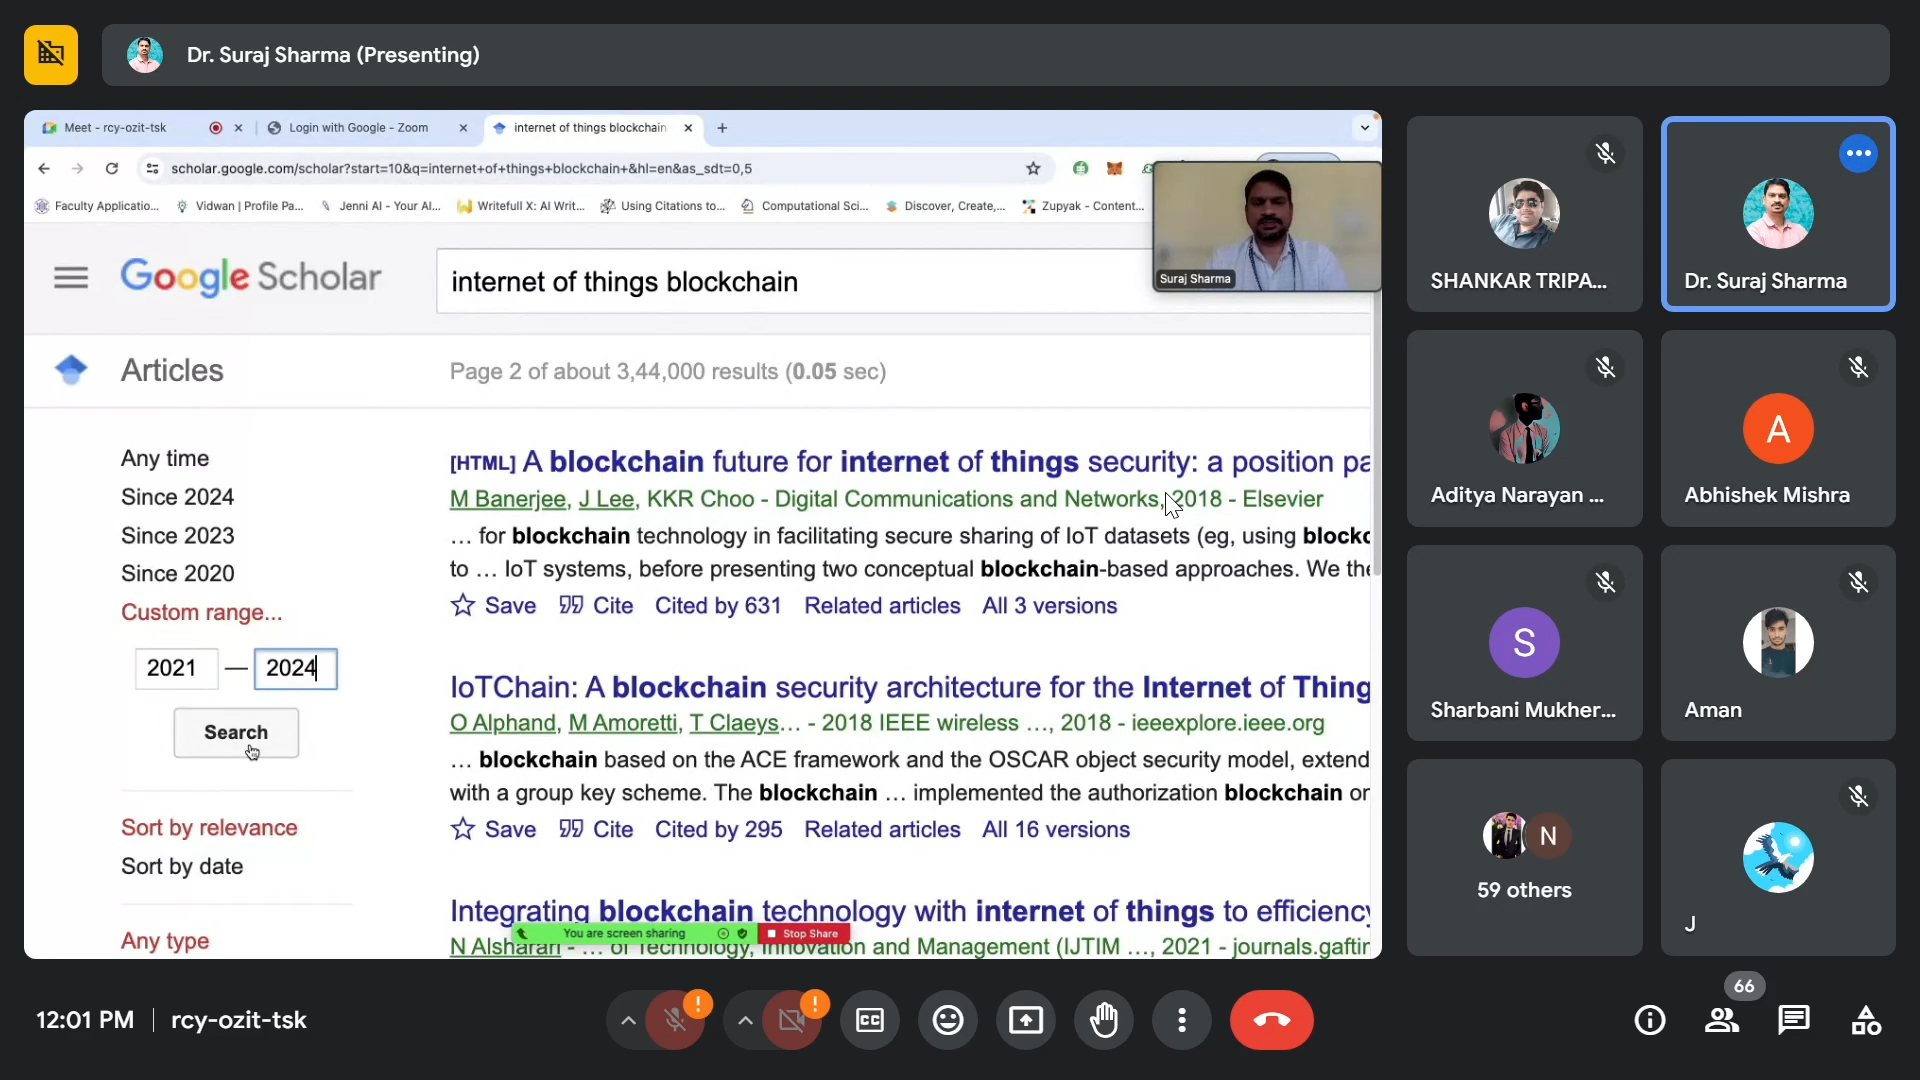 Dr. Suraj Sharma (Presenting)
Meet - rcy-ozit-tsk
Login with Google - Zoom
internet of things blockchain
scholar.google.com/scholar?start=10&q=internet+of+things+blockchain+&hl=en&as_sdt=0,5
Faculty Applicatio...
Vidwan | Profile Pa...
Jenni AI - Your AI...
Writefull X: AI Writ...
Using Citations to...
Computational Sci...
Discover, Create,...
Zupyak - Content...
Suraj Sharma
Google Scholar
internet of things blockchain
Articles
Page 2 of about 3,44,000 results (0.05 sec)
Any time
Since 2024
Since 2023
Since 2020
Custom range...
2021 — 2024
Search
Sort by relevance
Sort by date
Any type
[HTML] A blockchain future for internet of things security: a position pa
M Banerjee, J Lee, KKR Choo - Digital Communications and Networks, 2018 - Elsevier
... for blockchain technology in facilitating secure sharing of IoT datasets (eg, using blockc
to ... IoT systems, before presenting two conceptual blockchain-based approaches. We the
Save Cite Cited by 631 Related articles All 3 versions
IoTChain: A blockchain security architecture for the Internet of Thing
O Alphand, M Amoretti, T Claeys... - 2018 IEEE wireless ..., 2018 - ieeexplore.ieee.org
... blockchain based on the ACE framework and the OSCAR object security model, extend
with a group key scheme. The blockchain ... implemented the authorization blockchain or
Save Cite Cited by 295 Related articles All 16 versions
Integrating blockchain technology with internet of things to efficiency
You are screen sharing
Stop Share
N Alsharari - ... of Technology, Innovation and Management (IJTIM ..., 2021 - journals.gaftir
SHANKAR TRIPA...
Dr. Suraj Sharma
Aditya Narayan ...
A
Abhishek Mishra
S
Sharbani Mukher...
Aman
N
59 others
J
12:01 PM | rcy-ozit-tsk
CC
66